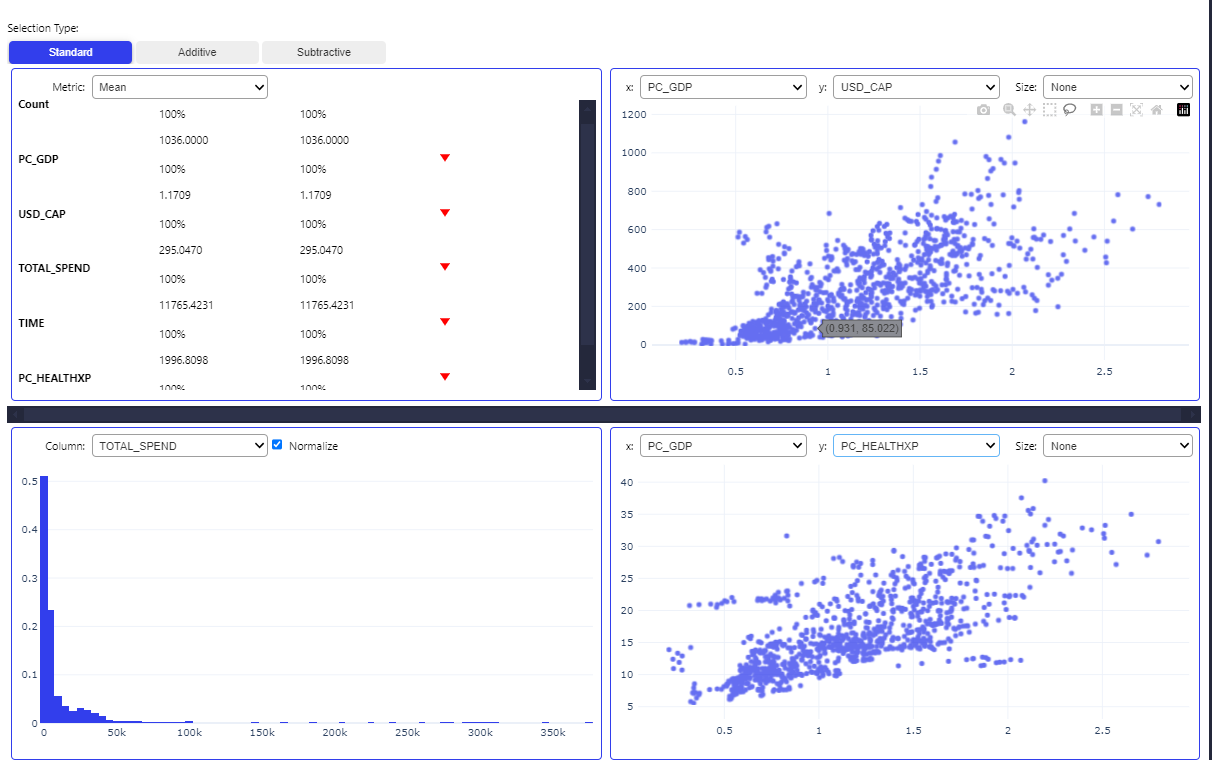 Selection Type:
Standard Additive Subtractive
Metric: Mean
Count
100% 100%
1036.0000 1036.0000
PC_GDP
100% 100%
1.1709 1.1709
USD_CAP
100% 100%
295.0470 295.0470
TOTAL_SPEND
100% 100%
11765.4231 11765.4231
TIME
100% 100%
1996.8098 1996.8098
PC_HEALTHXP
100% 100%
x: PC_GDP y: USD_CAP Size: None
1200
1000
800
600
400
200
0
(0.931, 85.022)
0.5 1 1.5 2 2.5
Column: TOTAL_SPEND Normalize
0.5
0.4
0.3
0.2
0.1
0
0 50k 100k 150k 200k 250k 300k 350k
x: PC_GDP y: PC_HEALTHXP Size: None
40
35
30
25
20
15
10
5
0.5 1 1.5 2 2.5